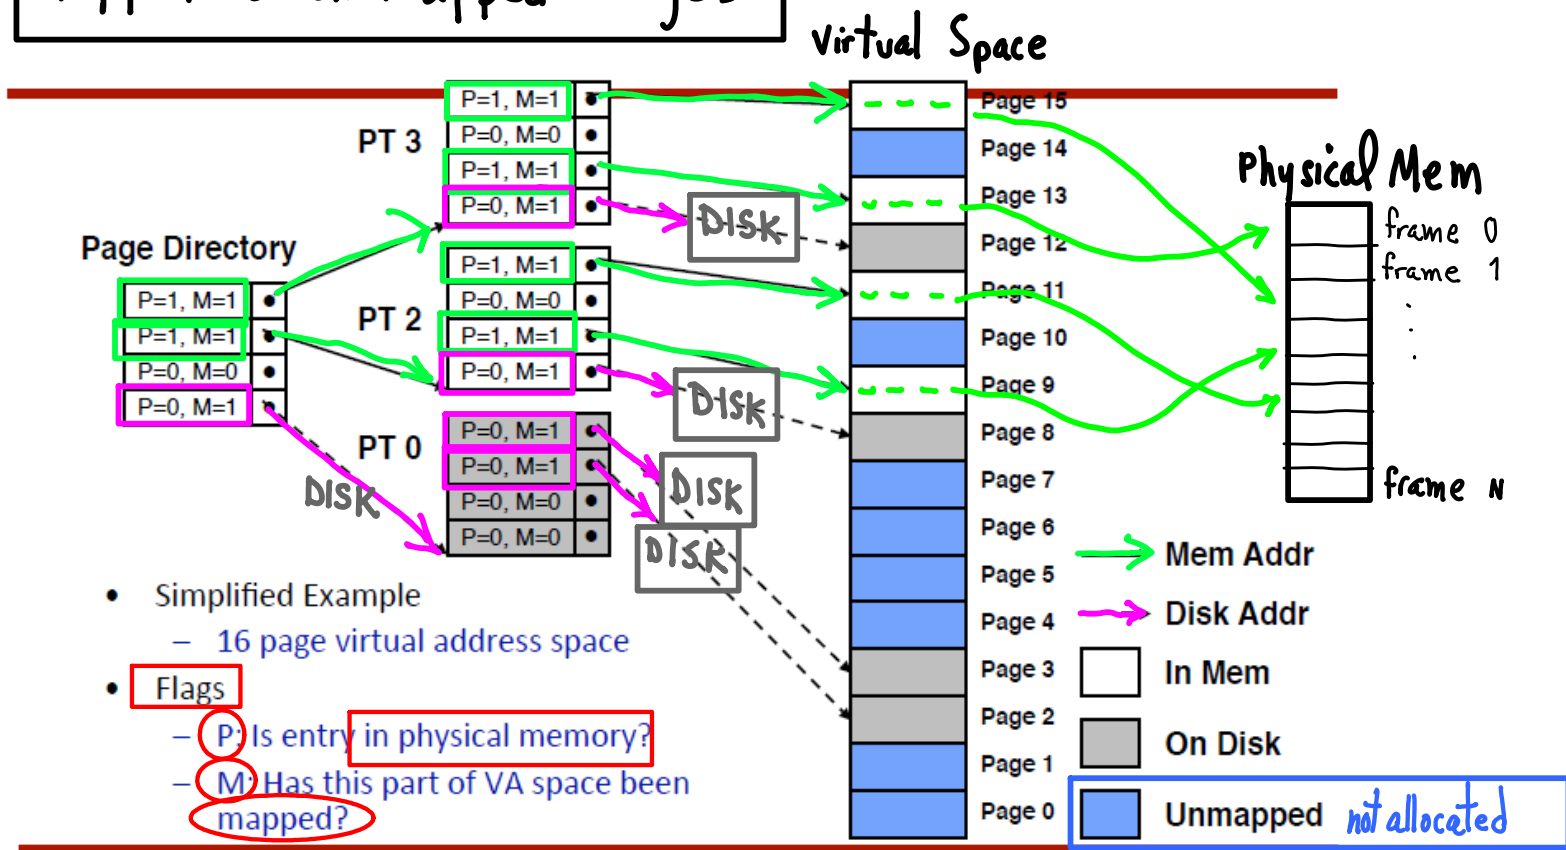 Virtual Space
PT 3
P=1, M=1
P=0, M=0
P=1, M=1
P=0, M=1
DISK
Page Directory
P=1, M=1
P=1, M=1
P=0, M=0
P=0, M=1
DISK
PT 2
P=1, M=1
P=0, M=0
P=1, M=1
P=0, M=1
DISK
PT 0
P=0, M=1
P=0, M=1
P=0, M=0
P=0, M=0
DISK
DISK
Page 15
Page 14
Page 13
Page 12
Page 11
Page 10
Page 9
Page 8
Page 7
Page 6
Page 5
Page 4
Page 3
Page 2
Page 1
Page 0
Physical Mem
frame 0
frame 1
.
.
.
frame N
Mem Addr
Disk Addr
In Mem
On Disk
Unmapped not allocated
• Simplified Example
– 16 page virtual address space
• Flags
– P: Is entry in physical memory?
– M: Has this part of VA space been
mapped?